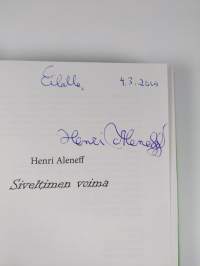 Eilalle, 4.3.2010
Henri Aleneff
Henri Aleneff
Siveltimen voima